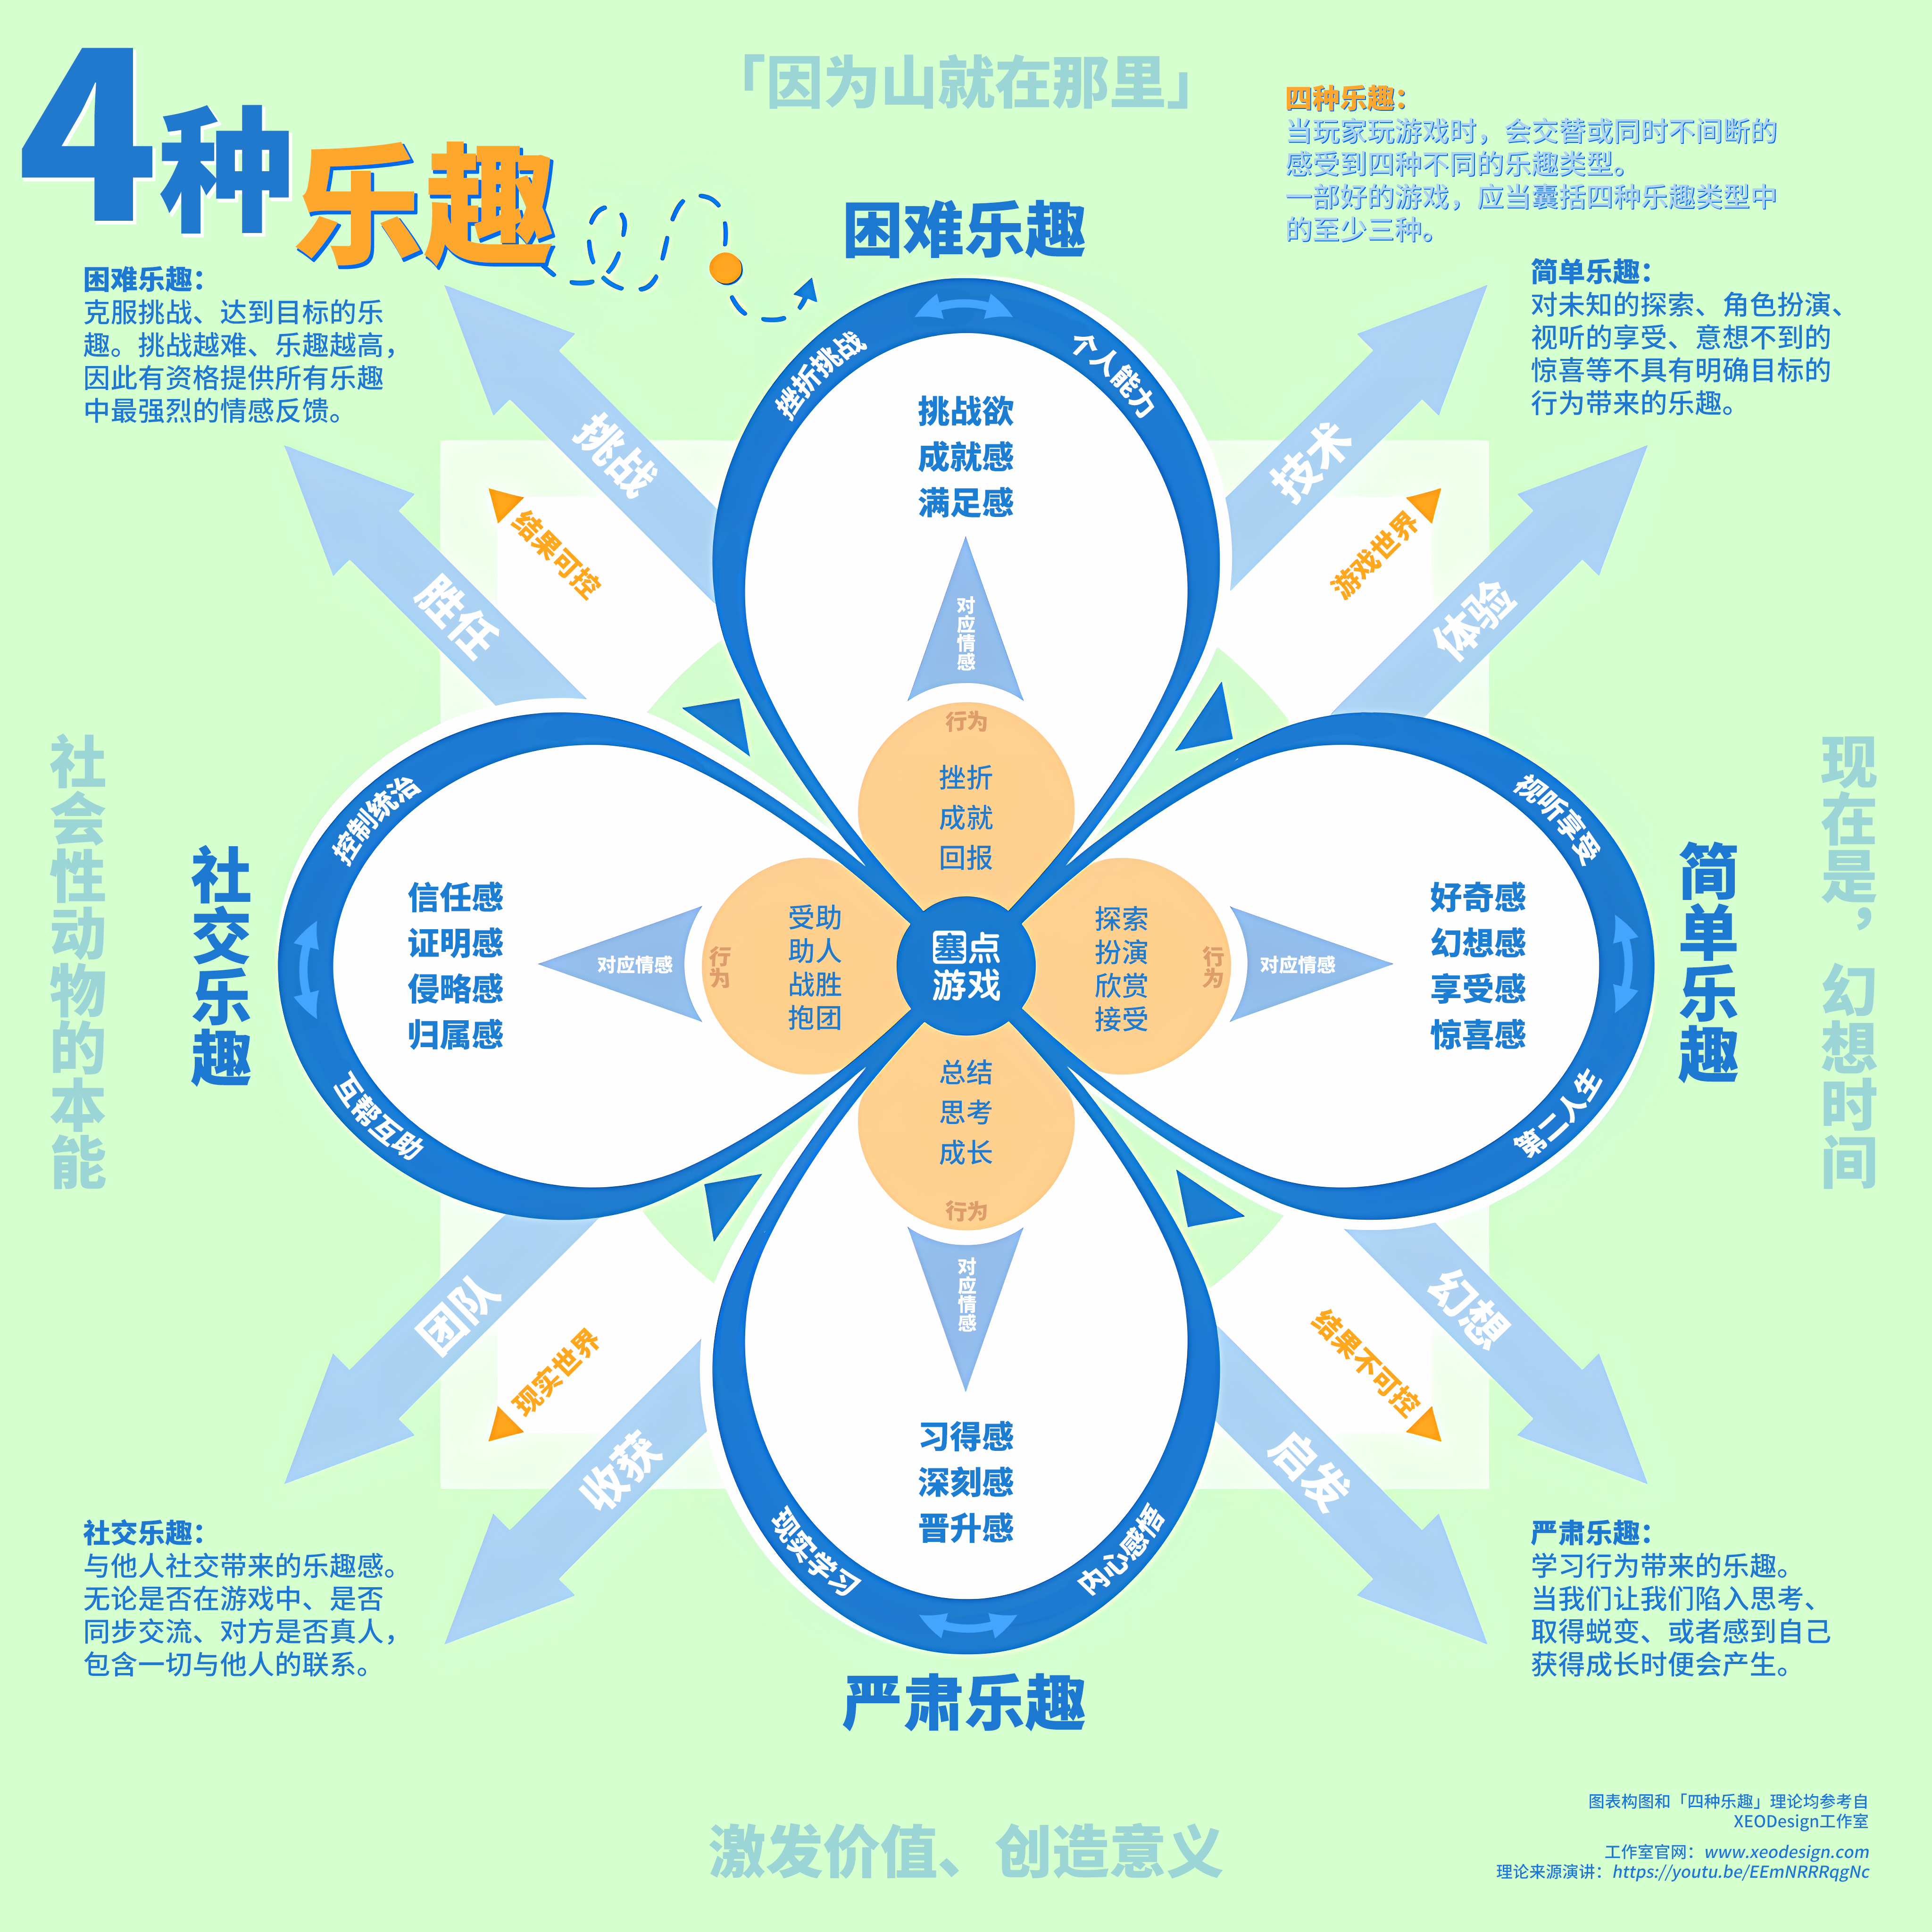 4种乐趣
「因为山就在那里」
四种乐趣：
当玩家玩游戏时，会交替或同时不间断的
感受到四种不同的乐趣类型。
一部好的游戏，应当囊括四种乐趣类型中
的至少三种。
困难乐趣：
克服挑战、达到目标的乐
趣。挑战越难、乐趣越高，
因此有资格提供所有乐趣
中最强烈的情感反馈。
困难乐趣
简单乐趣：
对未知的探索、角色扮演、
视听的享受、意想不到的
惊喜等不具有明确目标的
行为带来的乐趣。
挫折挑战
个人能力
挑战欲
成就感
满足感
对应情感
行为
挫折
成就
回报
挑战
结果可控
胜任
技术
游戏世界
体验
社会性动物的本能
社交乐趣
控制统治
互帮互助
信任感
证明感
侵略感
归属感
对应情感
行为
受助
助人
战胜
抱团
塞点
游戏
探索
扮演
欣赏
接受
行为
对应情感
好奇感
幻想感
享受感
惊喜感
视听享受
第二人生
简单乐趣
现在是，幻想时间
总结
思考
成长
行为
对应情感
习得感
深刻感
晋升感
现实学习
内心感悟
团队
现实世界
收获
幻想
结果不可控
启发
社交乐趣：
与他人社交带来的乐趣感。
无论是否在游戏中、是否
同步交流、对方是否真人，
包含一切与他人的联系。
严肃乐趣：
学习行为带来的乐趣。
当我们让我们陷入思考、
取得蜕变、或者感到自己
获得成长时便会产生。
严肃乐趣
激发价值、创造意义
图表构图和「四种乐趣」理论均参考自
XEODesign工作室
工作室官网：www.xeodesign.com
理论来源演讲：https://youtu.be/EEmNRRRqgNc